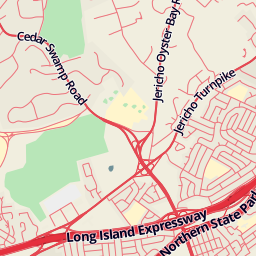 Cedar Swamp Road
Jericho Oyster Bay R
Jericho Turnpike
Long Island Expressway
Northern State Park